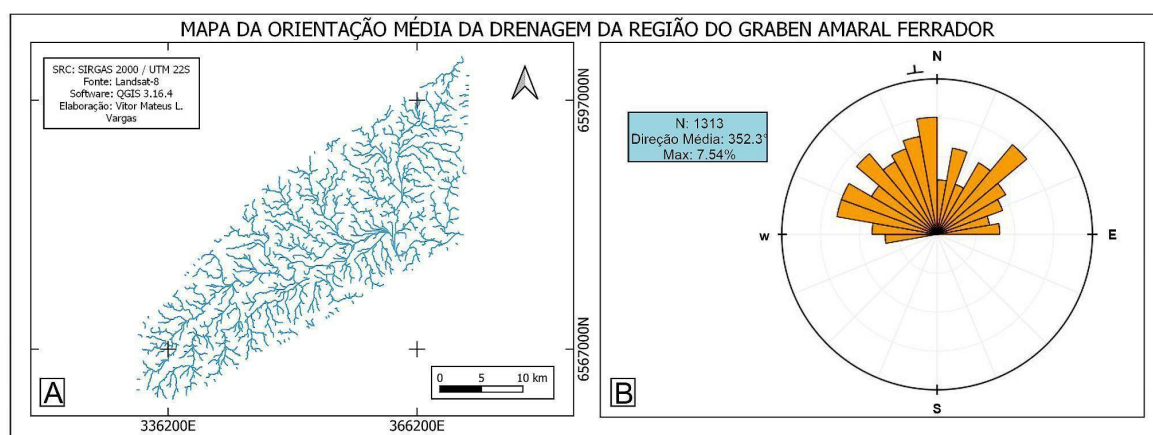 MAPA DA ORIENTAÇÃO MÉDIA DA DRENAGEM DA REGIÃO DO GRABEN AMARAL FERRADOR
SRC: SIRGAS 2000 / UTM 22S
Fonte: Landsat-8
Software: QGIS 3.16.4
Elaboração: Vitor Mateus L.
Vargas
6597000N
6567000N
0 5 10 km
A
336200E
366200E
N
N: 1313
Direção Média: 352.3°
Max: 7.54%
W
E
S
B